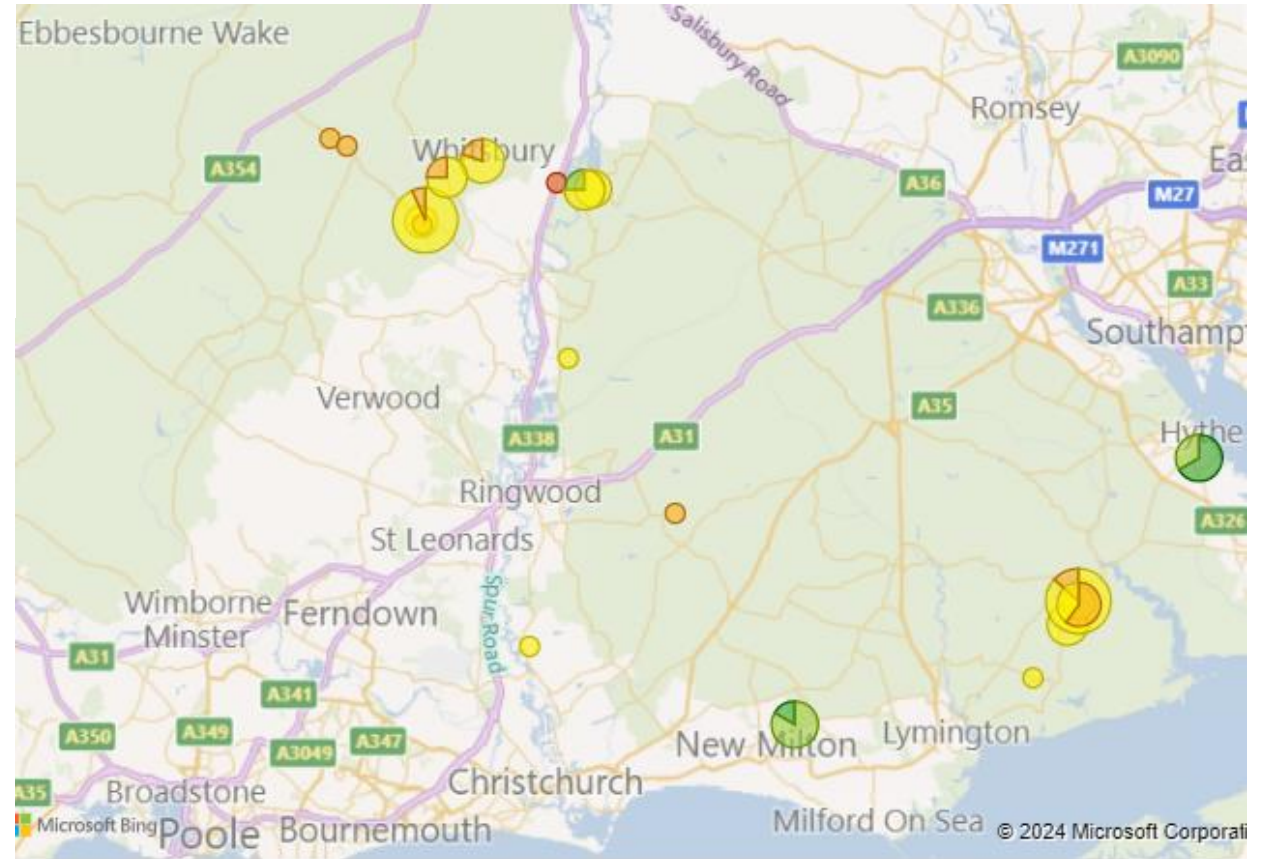 Ebbesbourne Wake
Salisbury Road
A3090
Romsey
Whitsbury
A354
A36
M27
M271
A33
A336
Southampt
Verwood
A35
A338
A31
Hythe
Ringwood
A326
St Leonards
Spur Road
Wimborne
Minster
Ferndown
A31
A341
A350
A349
A3049
A347
New Milton
Lymington
Christchurch
A35
Broadstone
Microsoft Bing
Poole
Bournemouth
Milford On Sea
© 2024 Microsoft Corporati